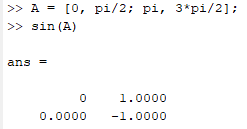 >> A = [0, pi/2; pi, 3*pi/2];
>> sin(A)
ans =
0 1.0000
0.0000 -1.0000